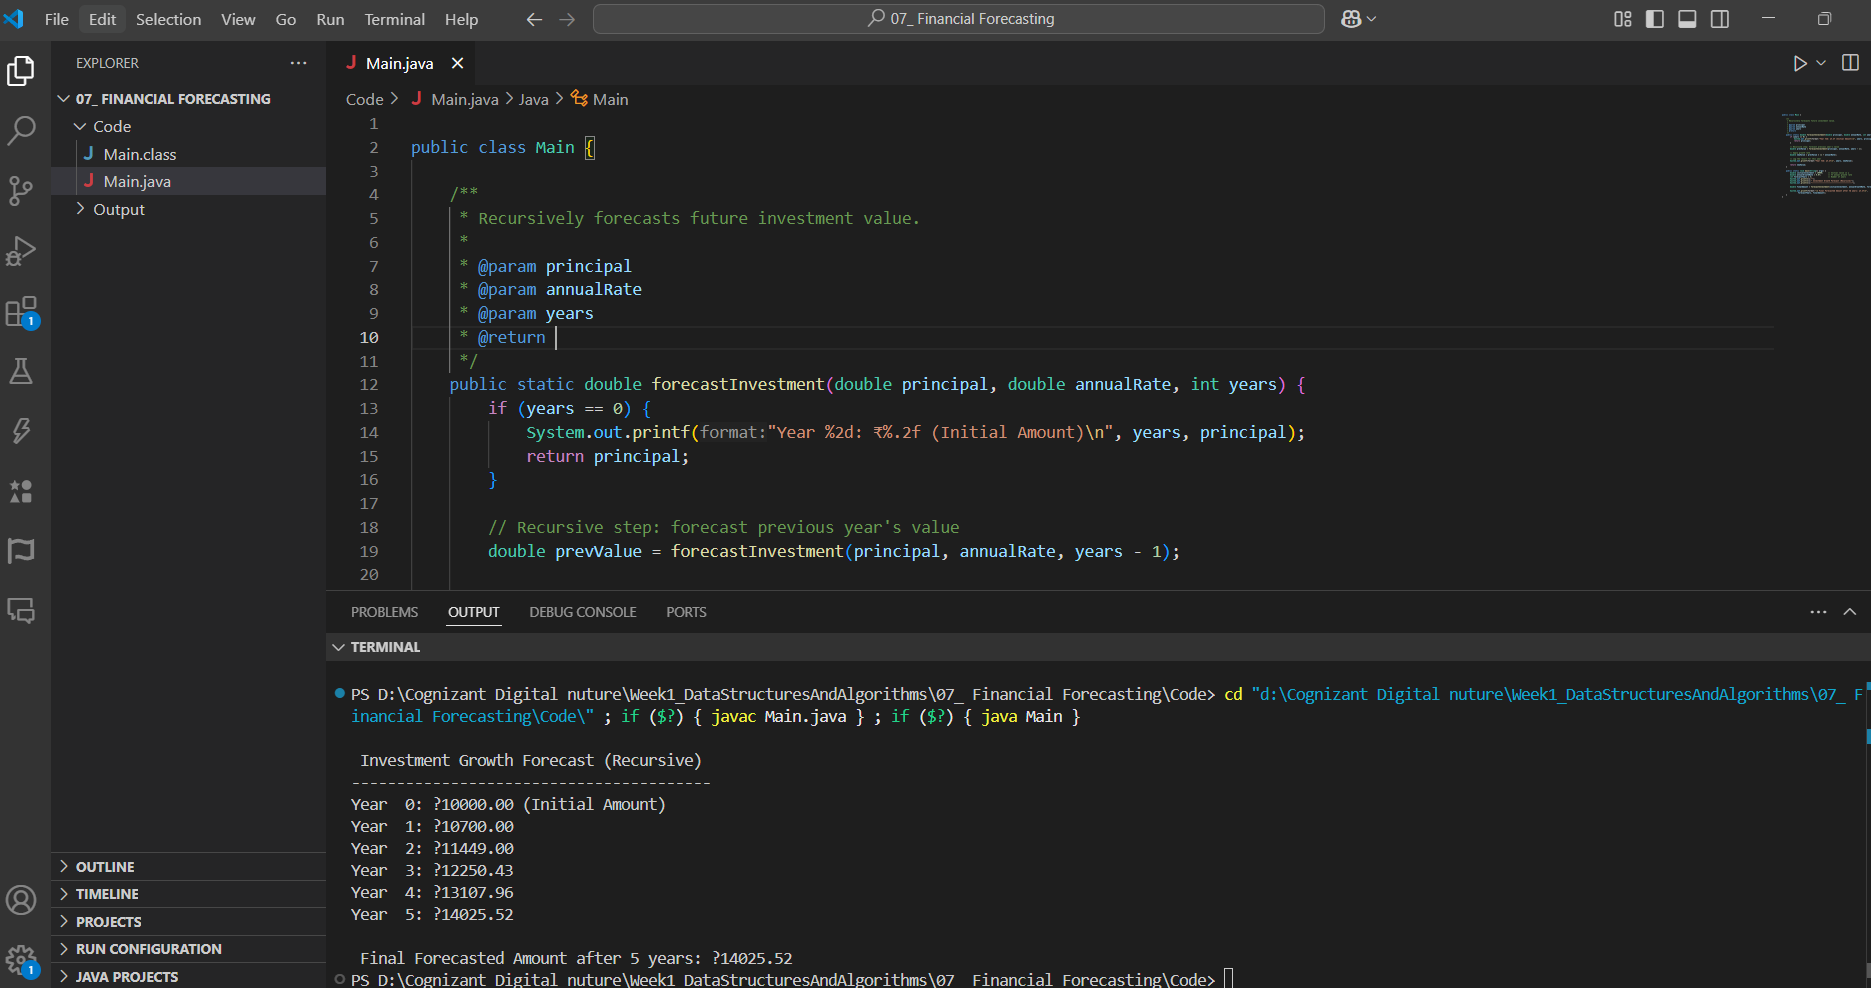 File Edit Selection View Go Run Terminal Help
07_ Financial Forecasting
EXPLORER
07_ FINANCIAL FORECASTING
Code
J Main.class
J Main.java
Output
OUTLINE
TIMELINE
PROJECTS
RUN CONFIGURATION
JAVA PROJECTS
1
1
J Main.java
Code > J Main.java > Java > Main
1
2 public class Main {
3
4 /**
5 * Recursively forecasts future investment value.
6 *
7 * @param principal
8 * @param annualRate
9 * @param years
10 * @return
11 */
12 public static double forecastInvestment(double principal, double annualRate, int years) {
13 if (years == 0) {
14 System.out.printf(format:"Year %2d: ₹%.2f (Initial Amount)\n", years, principal);
15 return principal;
16 }
17
18 // Recursive step: forecast previous year's value
19 double prevValue = forecastInvestment(principal, annualRate, years - 1);
20
PROBLEMS OUTPUT DEBUG CONSOLE PORTS
TERMINAL
PS D:\Cognizant Digital nuture\Week1_DataStructuresAndAlgorithms\07_ Financial Forecasting\Code> cd "d:\Cognizant Digital nuture\Week1_DataStructuresAndAlgorithms\07_ F
inancial Forecasting\Code\" ; if ($?) { javac Main.java } ; if ($?) { java Main }
Investment Growth Forecast (Recursive)
----------------------------------------
Year  0: ?10000.00 (Initial Amount)
Year  1: ?10700.00
Year  2: ?11449.00
Year  3: ?12250.43
Year  4: ?13107.96
Year  5: ?14025.52
Final Forecasted Amount after 5 years: ?14025.52
PS D:\Cognizant Digital nuture\Week1_DataStructuresAndAlgorithms\07_ Financial Forecasting\Code>